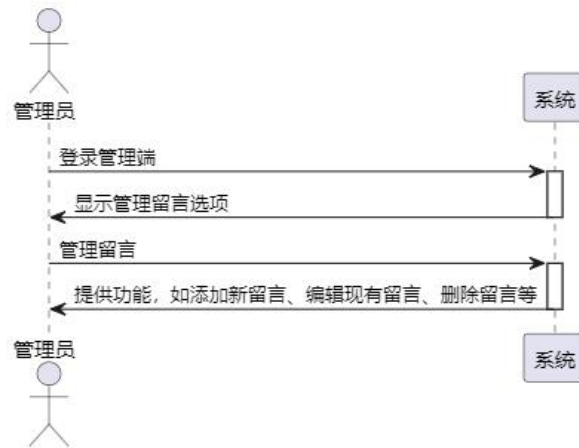 管理员
系统
登录管理端
显示管理留言选项
管理留言
提供功能，如添加新留言、编辑现有留言、删除留言等
管理员
系统